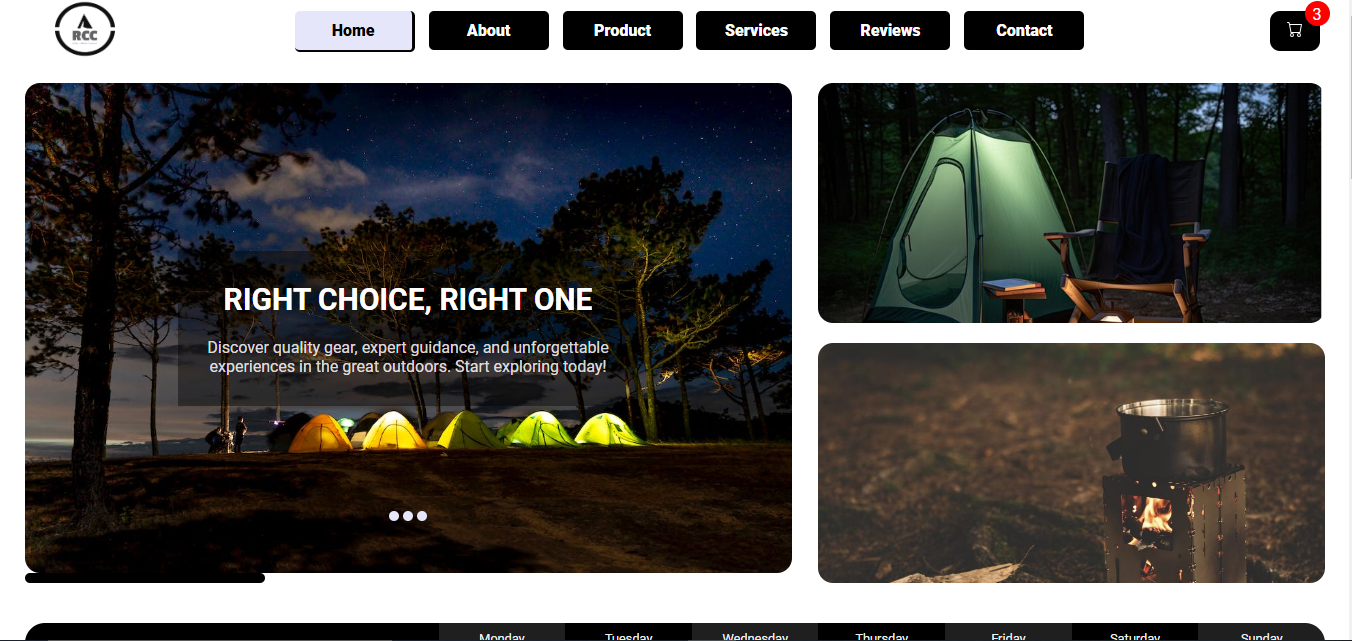 RCC
Home
About
Product
Services
Reviews
Contact
3
RIGHT CHOICE, RIGHT ONE
Discover quality gear, expert guidance, and unforgettable
experiences in the great outdoors. Start exploring today!
Monday
Tuesday
Wednesday
Thursday
Friday
Saturday
Sunday